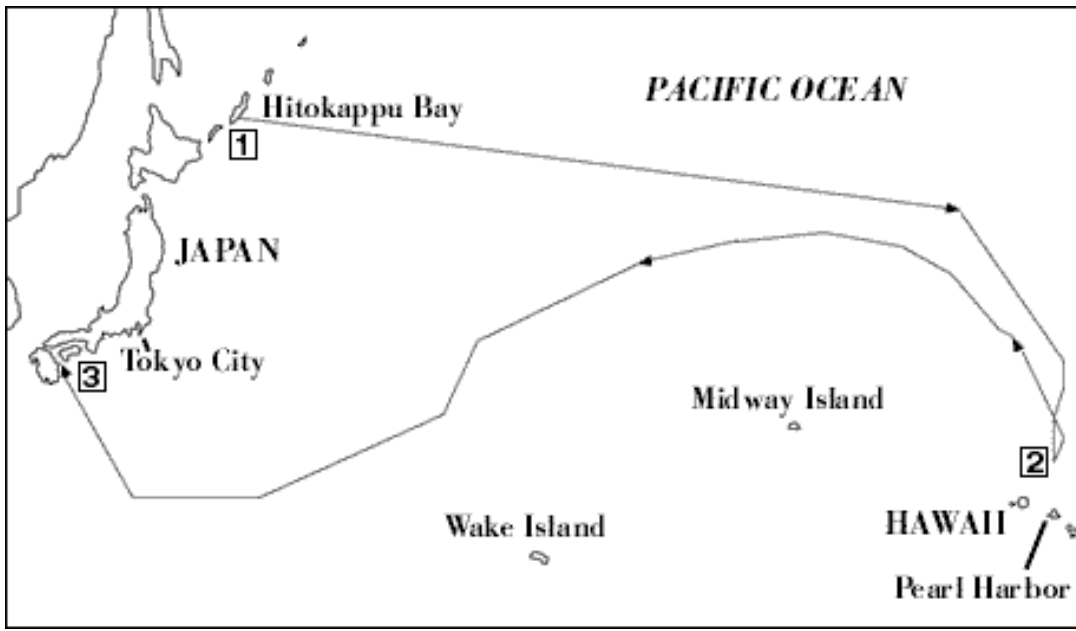 PACIFIC OCEAN
Hitokappu Bay
1
JAPAN
Tokyo City
3
Midway Island
2
HAWAII
Wake Island
Pearl Harbor